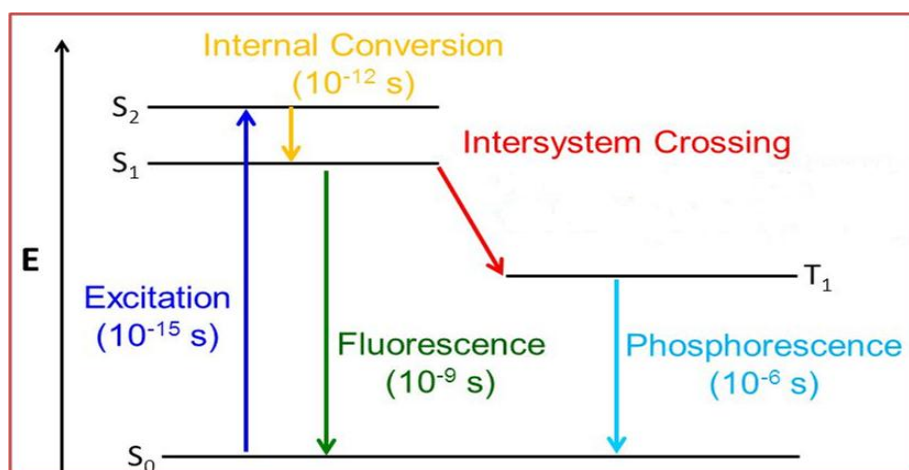 Internal Conversion
(10⁻¹² s)
S₂
Intersystem Crossing
S₁
E
T₁
Excitation
(10⁻¹⁵ s)
Fluorescence
(10⁻⁹ s)
Phosphorescence
(10⁻⁶ s)
S₀